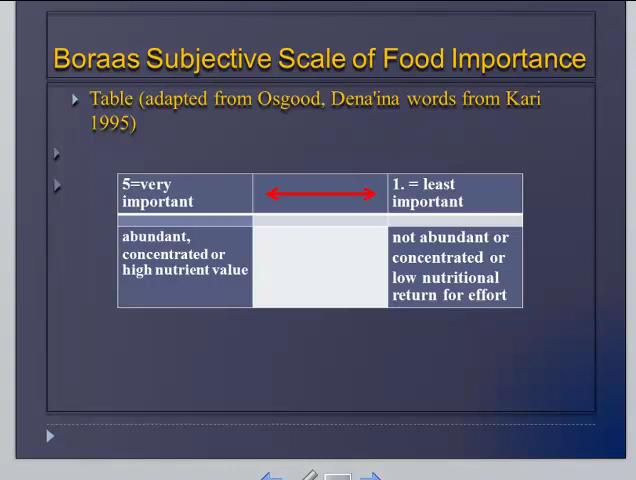 Boraas Subjective Scale of Food Importance
Table (adapted from Osgood, Dena'ina words from Kari
1995)
5=very
important
1. = least
important
abundant,
concentrated or
high nutrient value
not abundant or
concentrated or
low nutritional
return for effort